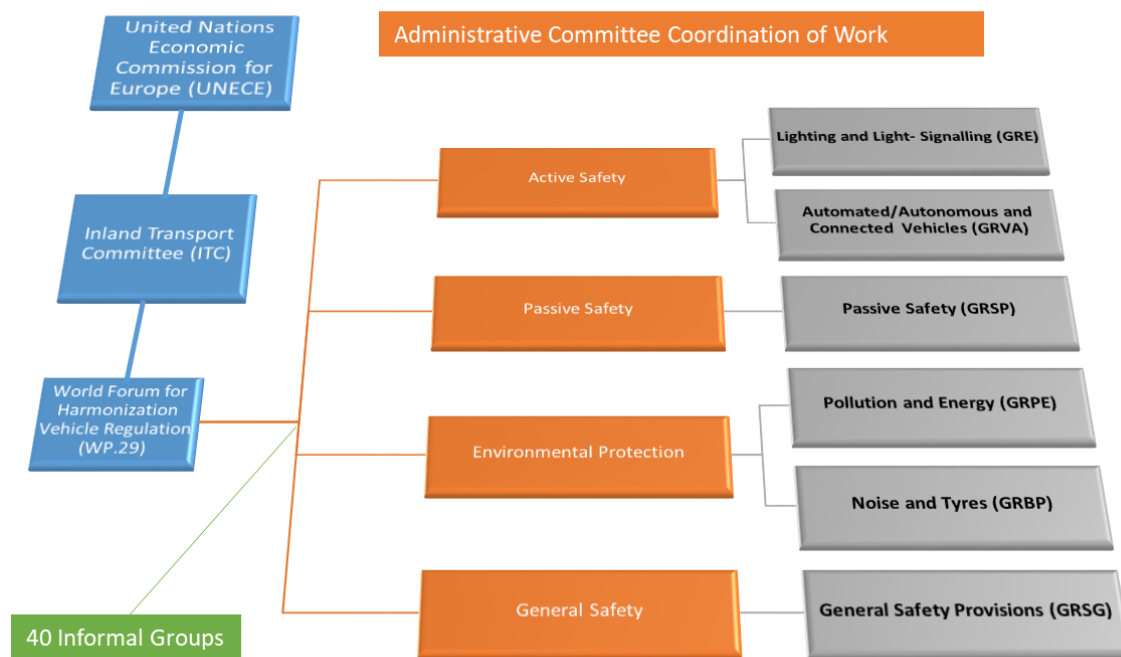 United Nations
Economic
Commission for
Europe (UNECE)
Administrative Committee Coordination of Work
Inland Transport
Committee (ITC)
World Forum for
Harmonization
Vehicle Regulation
(WP.29)
40 Informal Groups
Active Safety
Lighting and Light- Signalling (GRE)
Automated/Autonomous and
Connected Vehicles (GRVA)
Passive Safety
Passive Safety (GRSP)
Environmental Protection
Pollution and Energy (GRPE)
Noise and Tyres (GRBP)
General Safety
General Safety Provisions (GRSG)